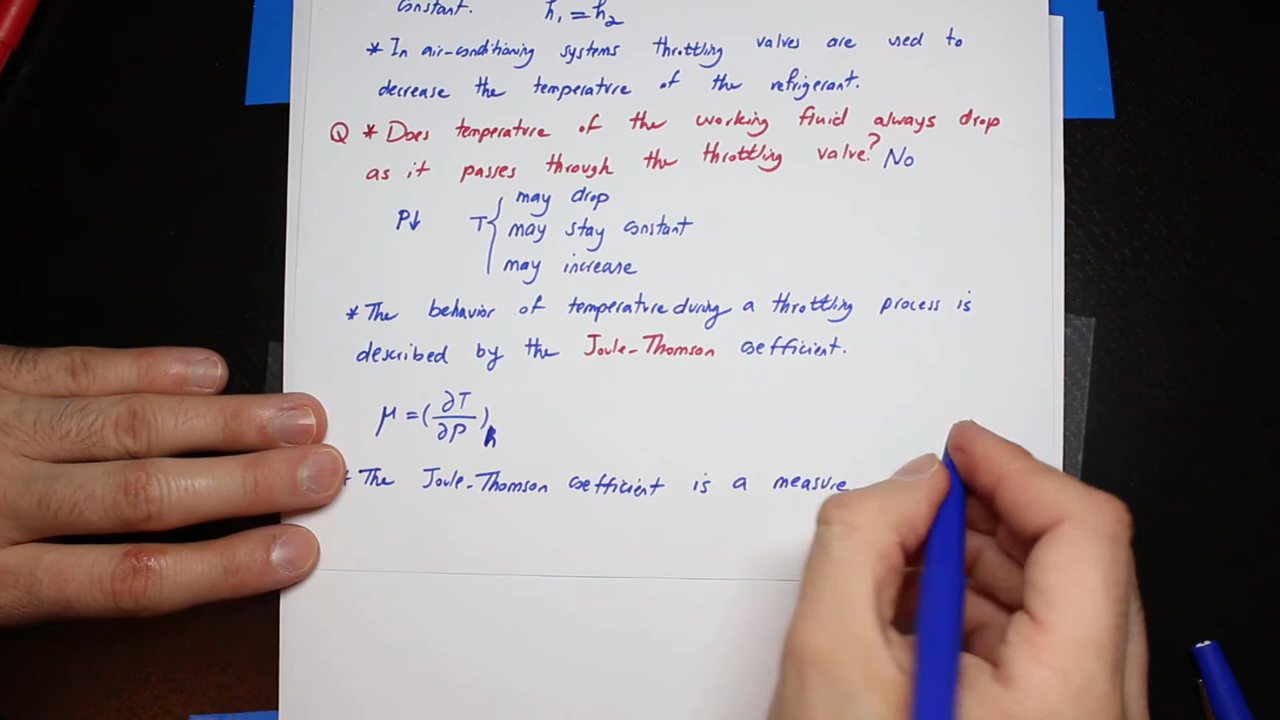 constant. h₁ = h₂
* In air-conditioning systems throttling valves are used to
decrease the temperature of the refrigerant.
Q * Does temperature of the working fluid always drop
as it passes through the throttling valve? No
P↓ T { may drop
may stay constant
may increase
* The behavior of temperature during a throttling process is
described by the Joule-Thomson coefficient.
μ = (∂T/∂P)h
* The Joule-Thomson coefficient is a measure